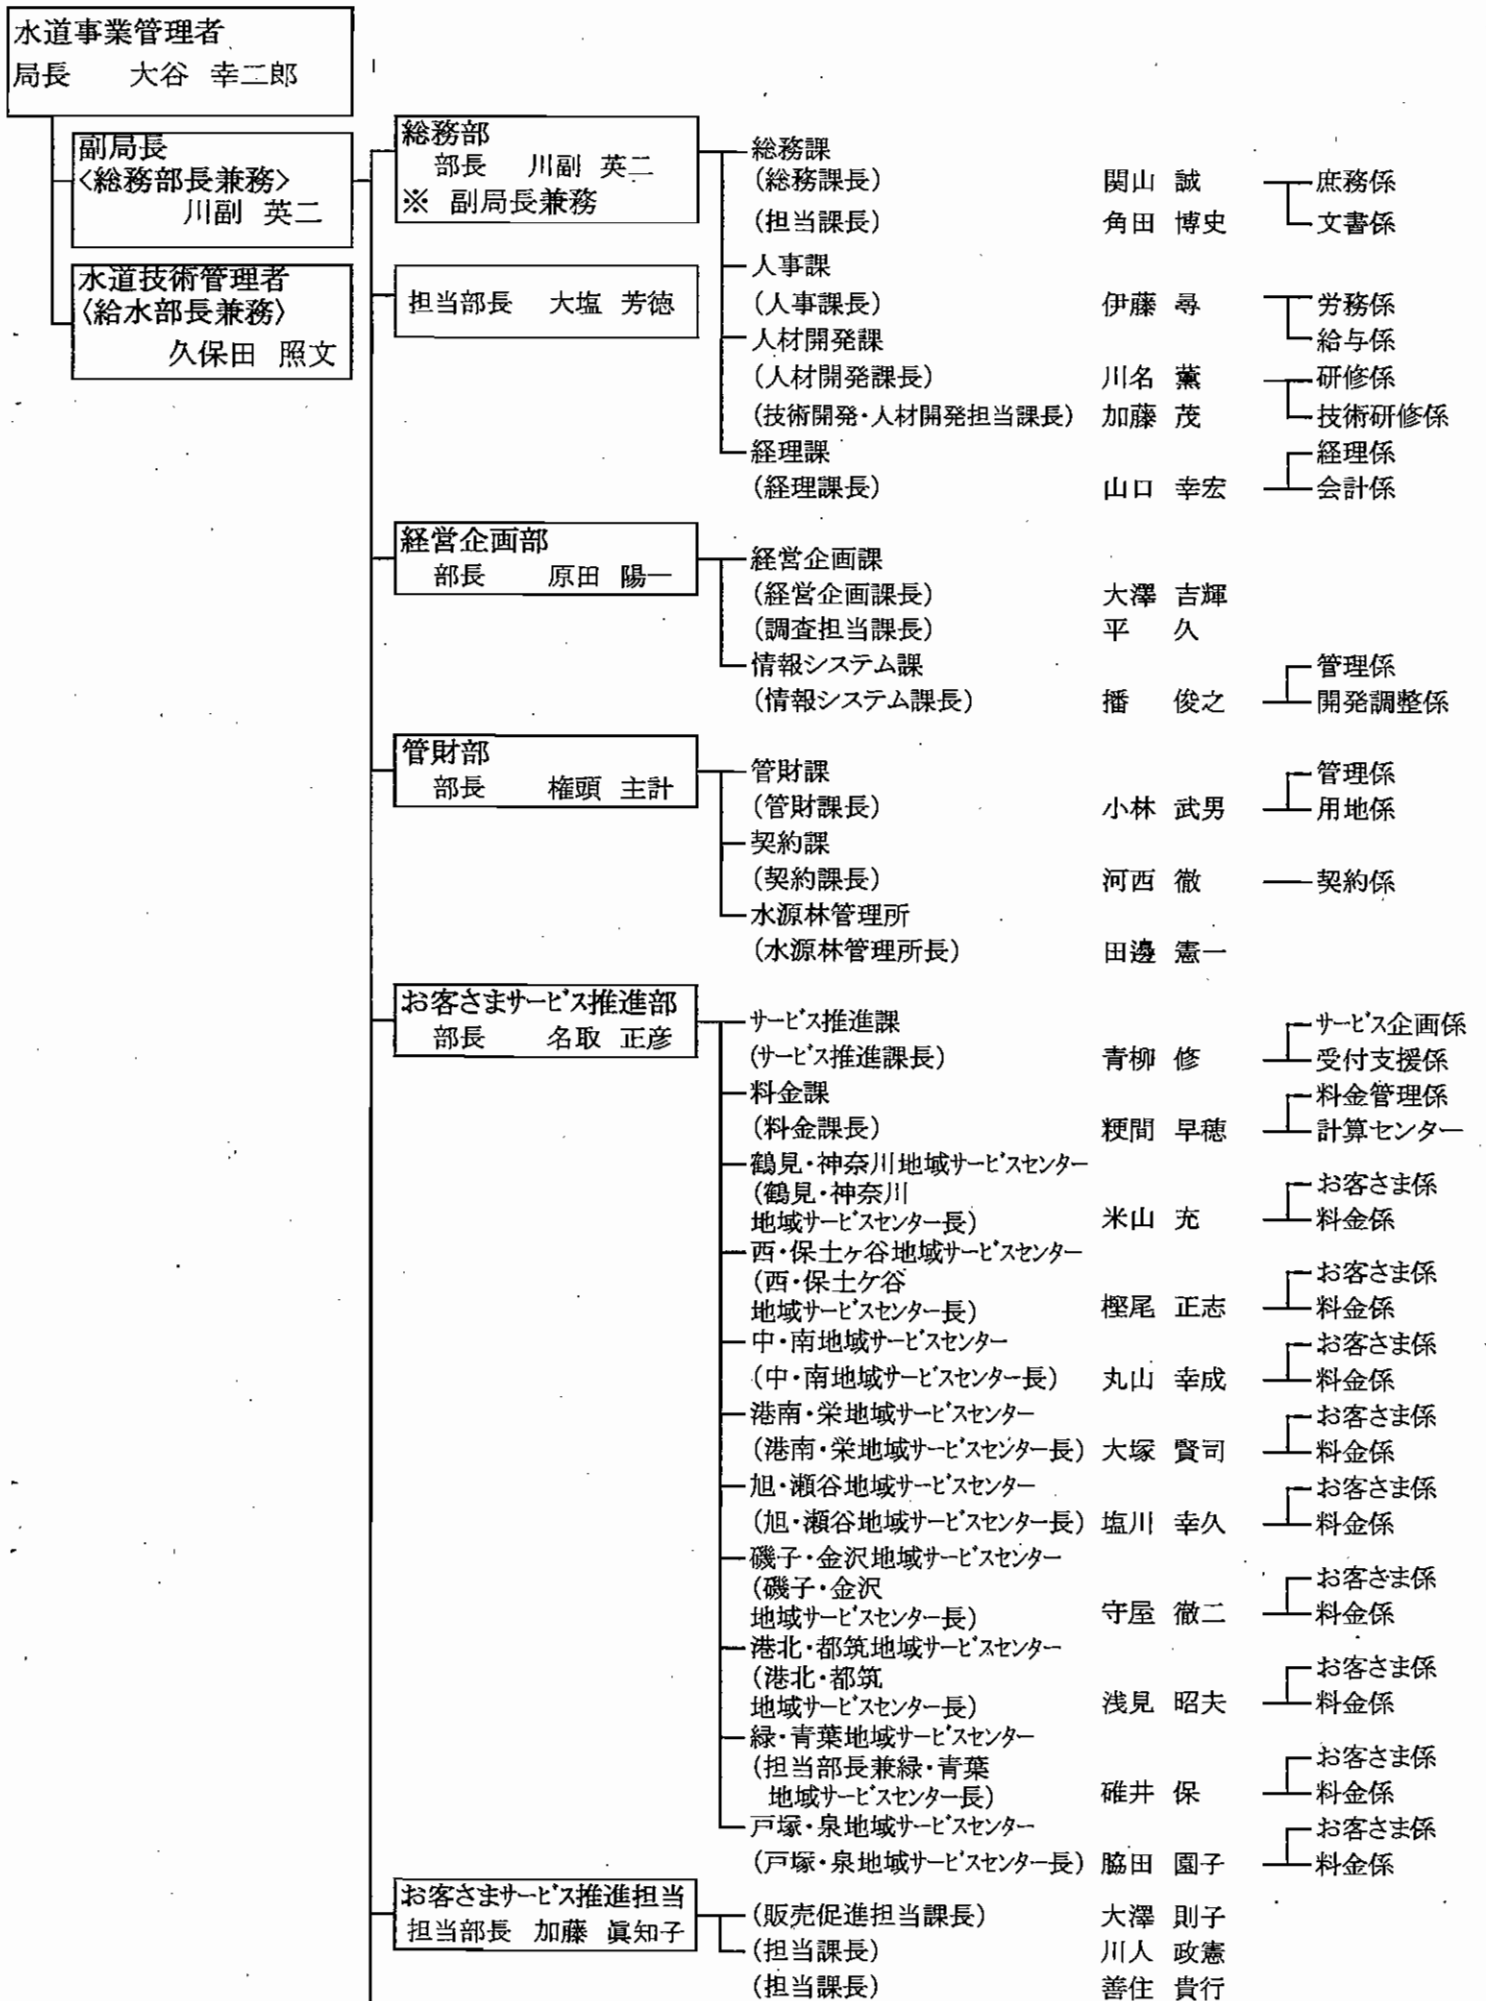 水道事業管理者
局長 大谷 幸二郎
副局長
<総務部長兼務>
川副 英二
水道技術管理者
〈給水部長兼務〉
久保田 照文
総務部
部長 川副 英二
※ 副局長兼務
担当部長 大塩 芳徳
総務課
(総務課長) 関山 誠 庶務係
(担当課長) 角田 博史 文書係
人事課
(人事課長) 伊藤 尋 労務係
人材開発課 給与係
(人材開発課長) 川名 薫 研修係
(技術開発・人材開発担当課長) 加藤 茂 技術研修係
経理課 経理係
(経理課長) 山口 幸宏 会計係
経営企画部
部長 原田 陽一
経営企画課
(経営企画課長) 大澤 吉輝
(調査担当課長) 平 久
情報システム課 管理係
(情報システム課長) 播 俊之 開発調整係
管財部
部長 権頭 主計
管財課 管理係
(管財課長) 小林 武男 用地係
契約課
(契約課長) 河西 徹 契約係
水源林管理所
(水源林管理所長) 田邊 憲一
お客さまサービス推進部
部長 名取 正彦
サービス推進課 サービス企画係
(サービス推進課長) 青柳 修 受付支援係
料金課 料金管理係
(料金課長) 粳間 早穂 計算センター
鶴見・神奈川地域サービスセンター
(鶴見・神奈川 お客さま係
地域サービスセンター長) 米山 充 料金係
西・保土ヶ谷地域サービスセンター
(西・保土ケ谷 お客さま係
地域サービスセンター長) 樫尾 正志 料金係
中・南地域サービスセンター お客さま係
(中・南地域サービスセンター長) 丸山 幸成 料金係
港南・栄地域サービスセンター お客さま係
(港南・栄地域サービスセンター長) 大塚 賢司 料金係
旭・瀬谷地域サービスセンター お客さま係
(旭・瀬谷地域サービスセンター長) 塩川 幸久 料金係
磯子・金沢地域サービスセンター
(磯子・金沢 お客さま係
地域サービスセンター長) 守屋 徹二 料金係
港北・都筑地域サービスセンター
(港北・都筑 お客さま係
地域サービスセンター長) 浅見 昭夫 料金係
緑・青葉地域サービスセンター
(担当部長兼緑・青葉 お客さま係
地域サービスセンター長) 碓井 保 料金係
戸塚・泉地域サービスセンター お客さま係
(戸塚・泉地域サービスセンター長) 脇田 園子 料金係
お客さまサービス推進担当
担当部長 加藤 眞知子
(販売促進担当課長) 大澤 則子
(担当課長) 川人 政憲
(担当課長) 善住 貴行